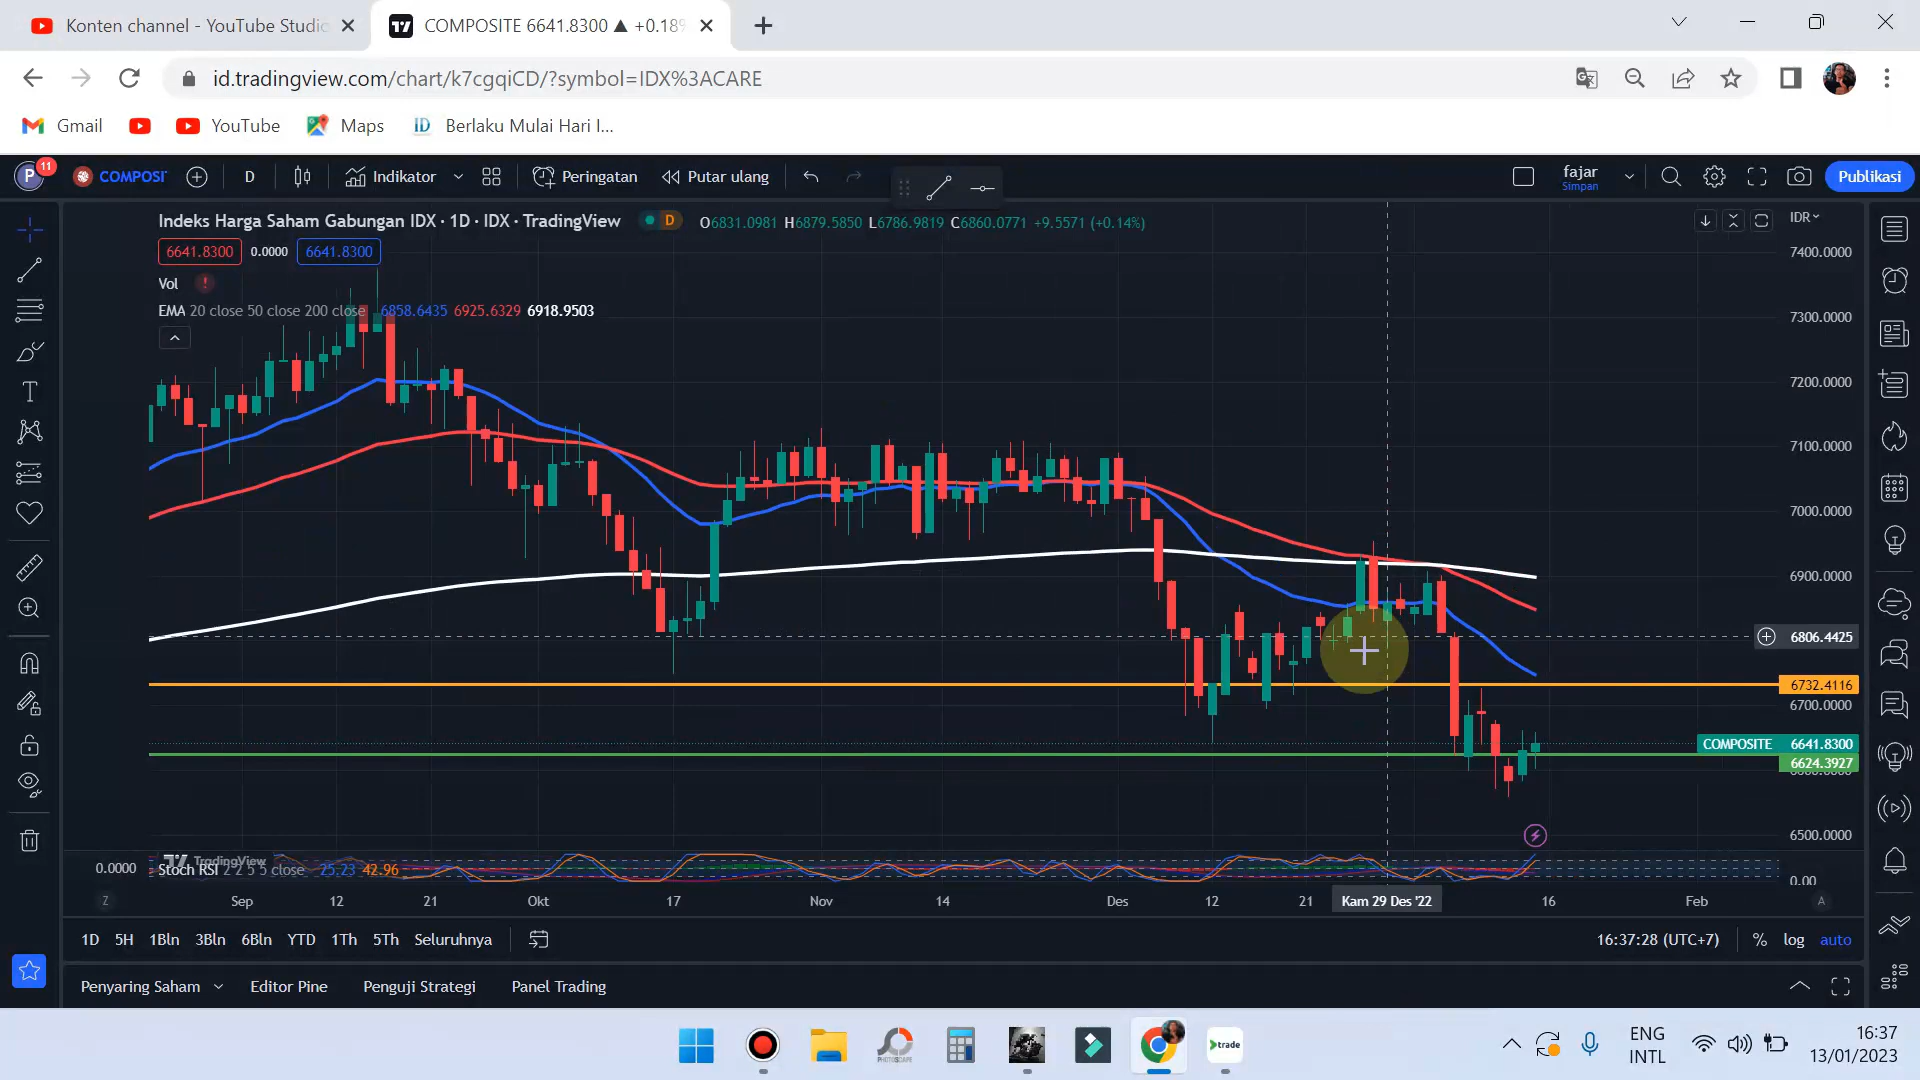 Konten channel - YouTube Studio
COMPOSITE 6641.8300 ▲ +0.18%
id.tradingview.com/chart/k7cgqiCD/?symbol=IDX%3ACARE
Gmail
YouTube
Maps
Berlaku Mulai Hari I...
P
11
COMPOSI
D
Indikator
Peringatan
Putar ulang
fajar
Simpan
Publikasi
Indeks Harga Saham Gabungan IDX · 1D · IDX · TradingView
D
O6831.0981 H6879.5850 L6786.9819 C6860.0771 +9.5571 (+0.14%)
IDR
6641.8300
0.0000
6641.8300
Vol
EMA 20 close 50 close 200 close 6858.6435 6925.6329 6918.9503
7400.0000
7300.0000
7200.0000
7100.0000
7000.0000
6900.0000
6806.4425
6732.4116
6700.0000
COMPOSITE 6641.8300
6624.3927
6500.0000
0.00
TradingView
0.0000
Stoch RSI 2 2 5 5 close 25.23 42.96
Z
Sep
12
21
Okt
17
Nov
14
Des
12
21
Kam 29 Des '22
16
Feb
A
1D 5H 1Bln 3Bln 6Bln YTD 1Th 5Th Seluruhnya
16:37:28 (UTC+7)
% log auto
Penyaring Saham
Editor Pine
Penguji Strategi
Panel Trading
PHOTOSCAPE
trade
ENG
INTL
16:37
13/01/2023